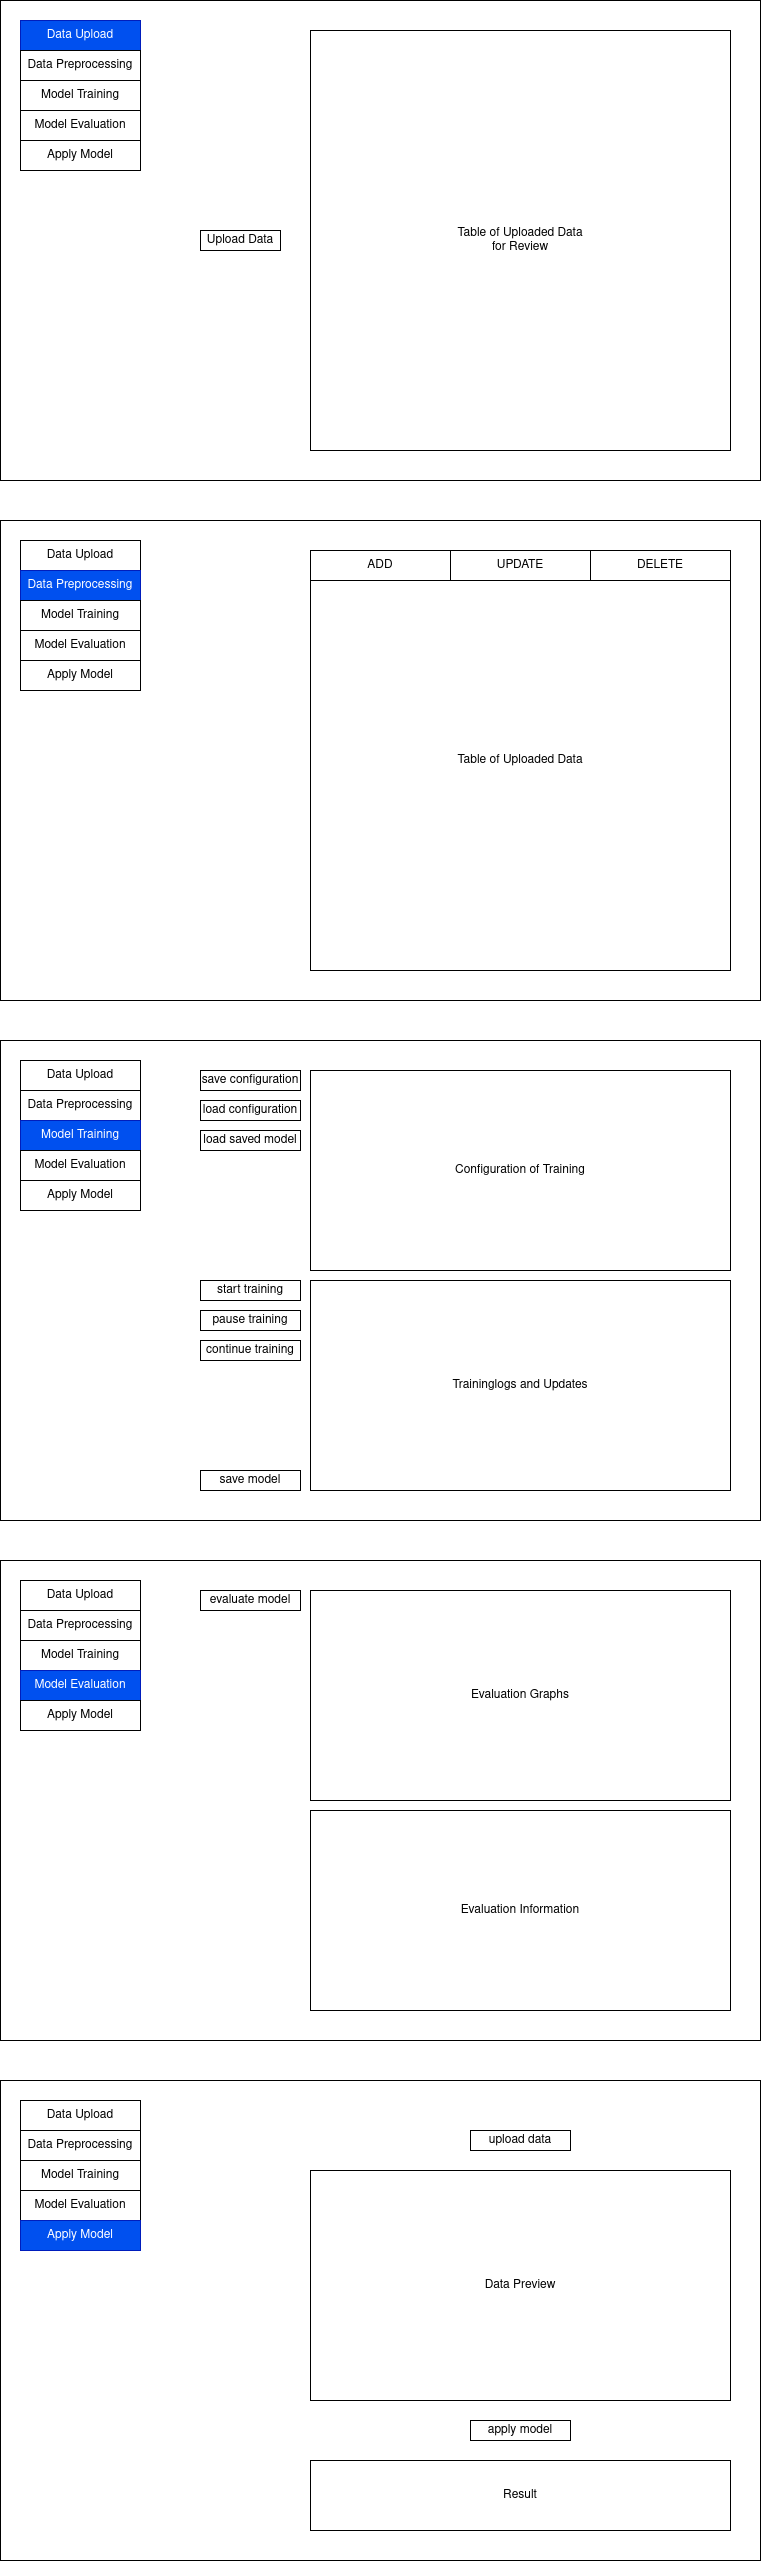 Data Upload
Data Preprocessing
Model Training
Model Evaluation
Apply Model
Upload Data
Table of Uploaded Data
for Review
Data Upload
Data Preprocessing
Model Training
Model Evaluation
Apply Model
ADD
UPDATE
DELETE
Table of Uploaded Data
Data Upload
Data Preprocessing
Model Training
Model Evaluation
Apply Model
save configuration
load configuration
load saved model
Configuration of Training
start training
pause training
continue training
save model
Traininglogs and Updates
Data Upload
Data Preprocessing
Model Training
Model Evaluation
Apply Model
evaluate model
Evaluation Graphs
Evaluation Information
Data Upload
Data Preprocessing
Model Training
Model Evaluation
Apply Model
upload data
Data Preview
apply model
Result